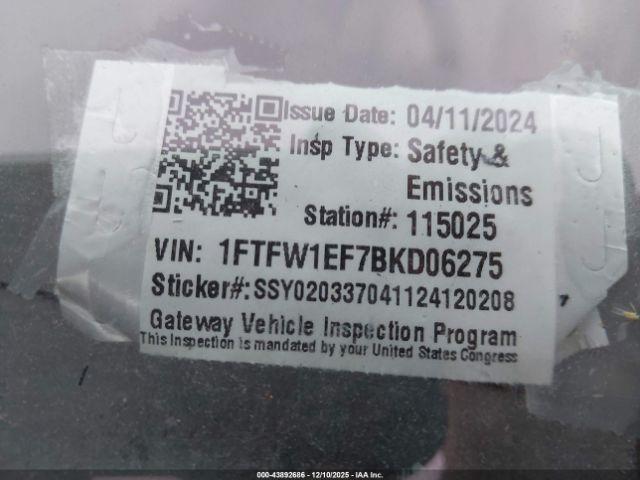 Issue Date: 04/11/2024
Insp Type: Safety &
Emissions
Station#: 115025
VIN: 1FTFW1EF7BKD06275
Sticker#: SSY020337041124120208
Gateway Vehicle Inspection Program
This Inspection is mandated by your United States Congress
000-43892686 - 12/10/2025 - IAA Inc.